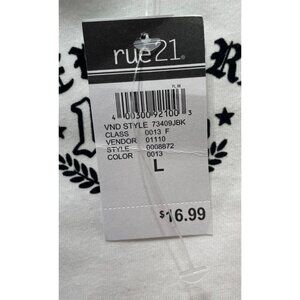 rue21®
4 00300 92100 3
VND STYLE 73409JBK
CLASS 0013 F
VENDOR 01110
STYLE 0008872
COLOR 0013
L
$16.99